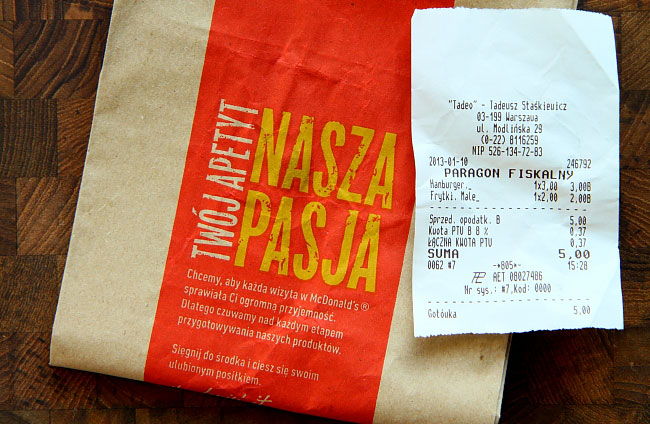 TWÓJ APETYT
NASZA
PASJA
Chcemy, aby każda wizyta w McDonald's®
sprawiała Ci ogromną przyjemność.
Dlatego czuwamy nad każdym etapem
przygotowywania naszych produktów.
Sięgnij do środka i ciesz się swoim
ulubionym posiłkiem.
"Tadeo" - Tadeusz Staśkiewicz
03-199 Warszawa
ul. Modlińska 29
(0-22) 8116259
NIP 526-134-72-83
2013-01-10 246792
PARAGON FISKALNY
Hamburger._ 1x3,00 3,00B
Frytki Małe_ 1x2,00 2,00B
Sprzed. opodatk. B 5,00
Kwota PTU B 8 % 0,37
ŁĄCZNA KWOTA PTU 0,37
SUMA 5,00
0062 #7 -*805*- 15:28
AET 08027486
Nr sys.: #7,Kod: 0000
Gotówka 5,00